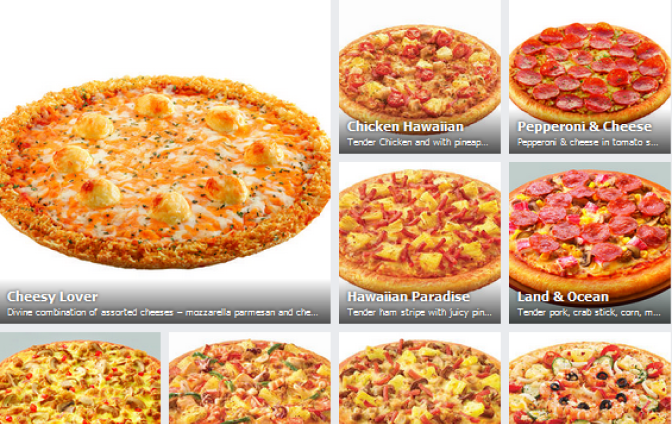 Chicken Hawaiian
Tender Chicken and with pineap...
Pepperoni & Cheese
Pepperoni & cheese in tomato s...
Cheesy Lover
Divine combination of assorted cheeses – mozzarella parmesan and che...
Hawaiian Paradise
Tender ham stripe with juicy pin...
Land & Ocean
Tender pork, crab stick, corn, m...